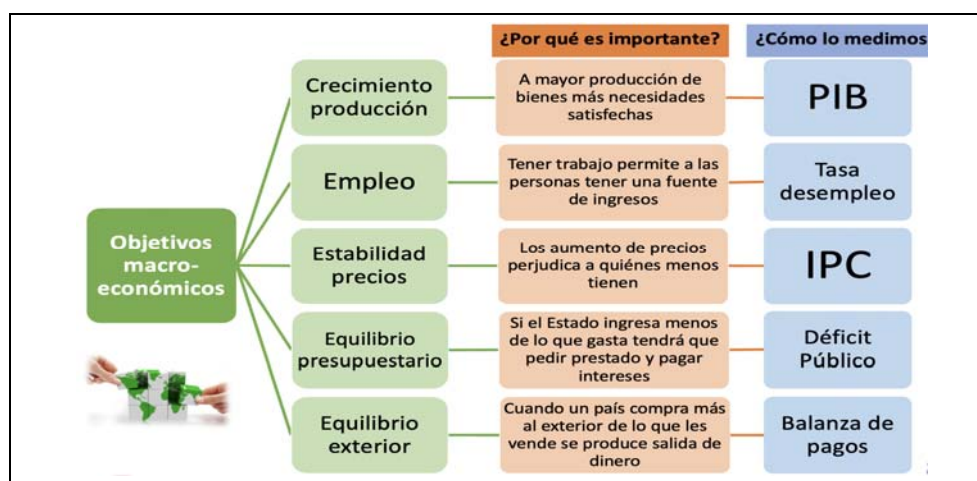 ¿Por qué es importante?
¿Cómo lo medimos
Crecimiento
producción
A mayor producción de
bienes más necesidades
satisfechas
PIB
Empleo
Tener trabajo permite a las
personas tener una fuente
de ingresos
Tasa
desempleo
Objetivos
macro-
económicos
Estabilidad
precios
Los aumento de precios
perjudica a quiénes menos
tienen
IPC
Equilibrio
presupuestario
Si el Estado ingresa menos
de lo que gasta tendrá que
pedir prestado y pagar
intereses
Déficit
Público
Equilibrio
exterior
Cuando un país compra más
al exterior de lo que les
vende se produce salida de
dinero
Balanza de
pagos